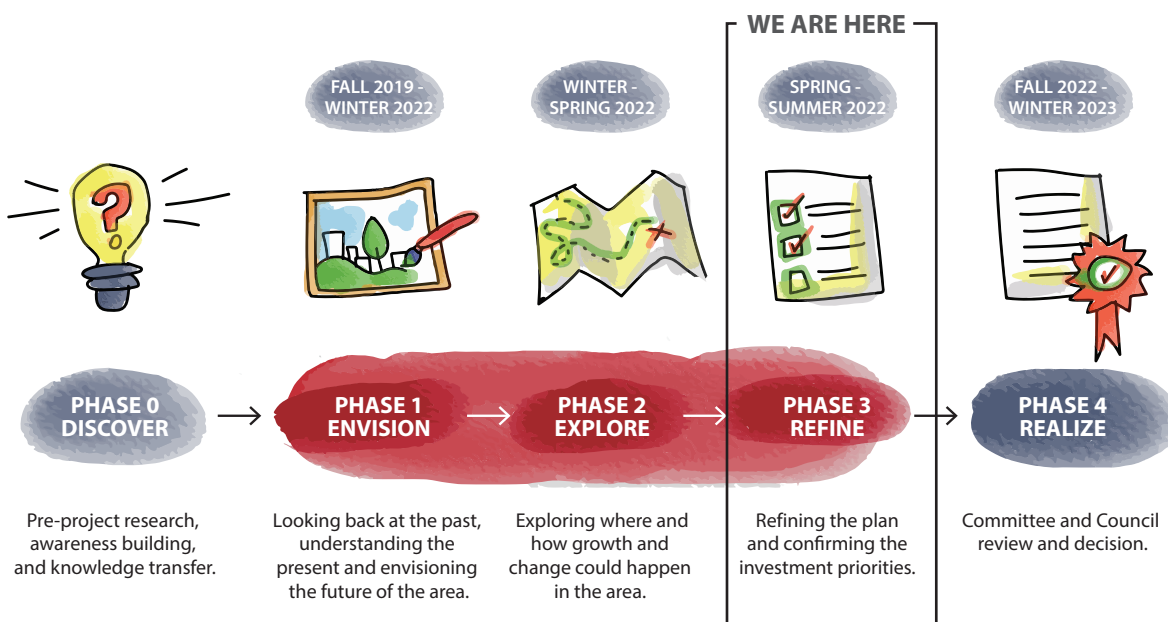 WE ARE HERE
FALL 2019 -
WINTER 2022
WINTER -
SPRING 2022
SPRING -
SUMMER 2022
FALL 2022 -
WINTER 2023
?
PHASE 0
DISCOVER
PHASE 1
ENVISION
PHASE 2
EXPLORE
PHASE 3
REFINE
PHASE 4
REALIZE
Pre-project research,
awareness building,
and knowledge transfer.
Looking back at the past,
understanding the
present and envisioning
the future of the area.
Exploring where and
how growth and
change could happen
in the area.
Refining the plan
and confirming the
investment priorities.
Committee and Council
review and decision.